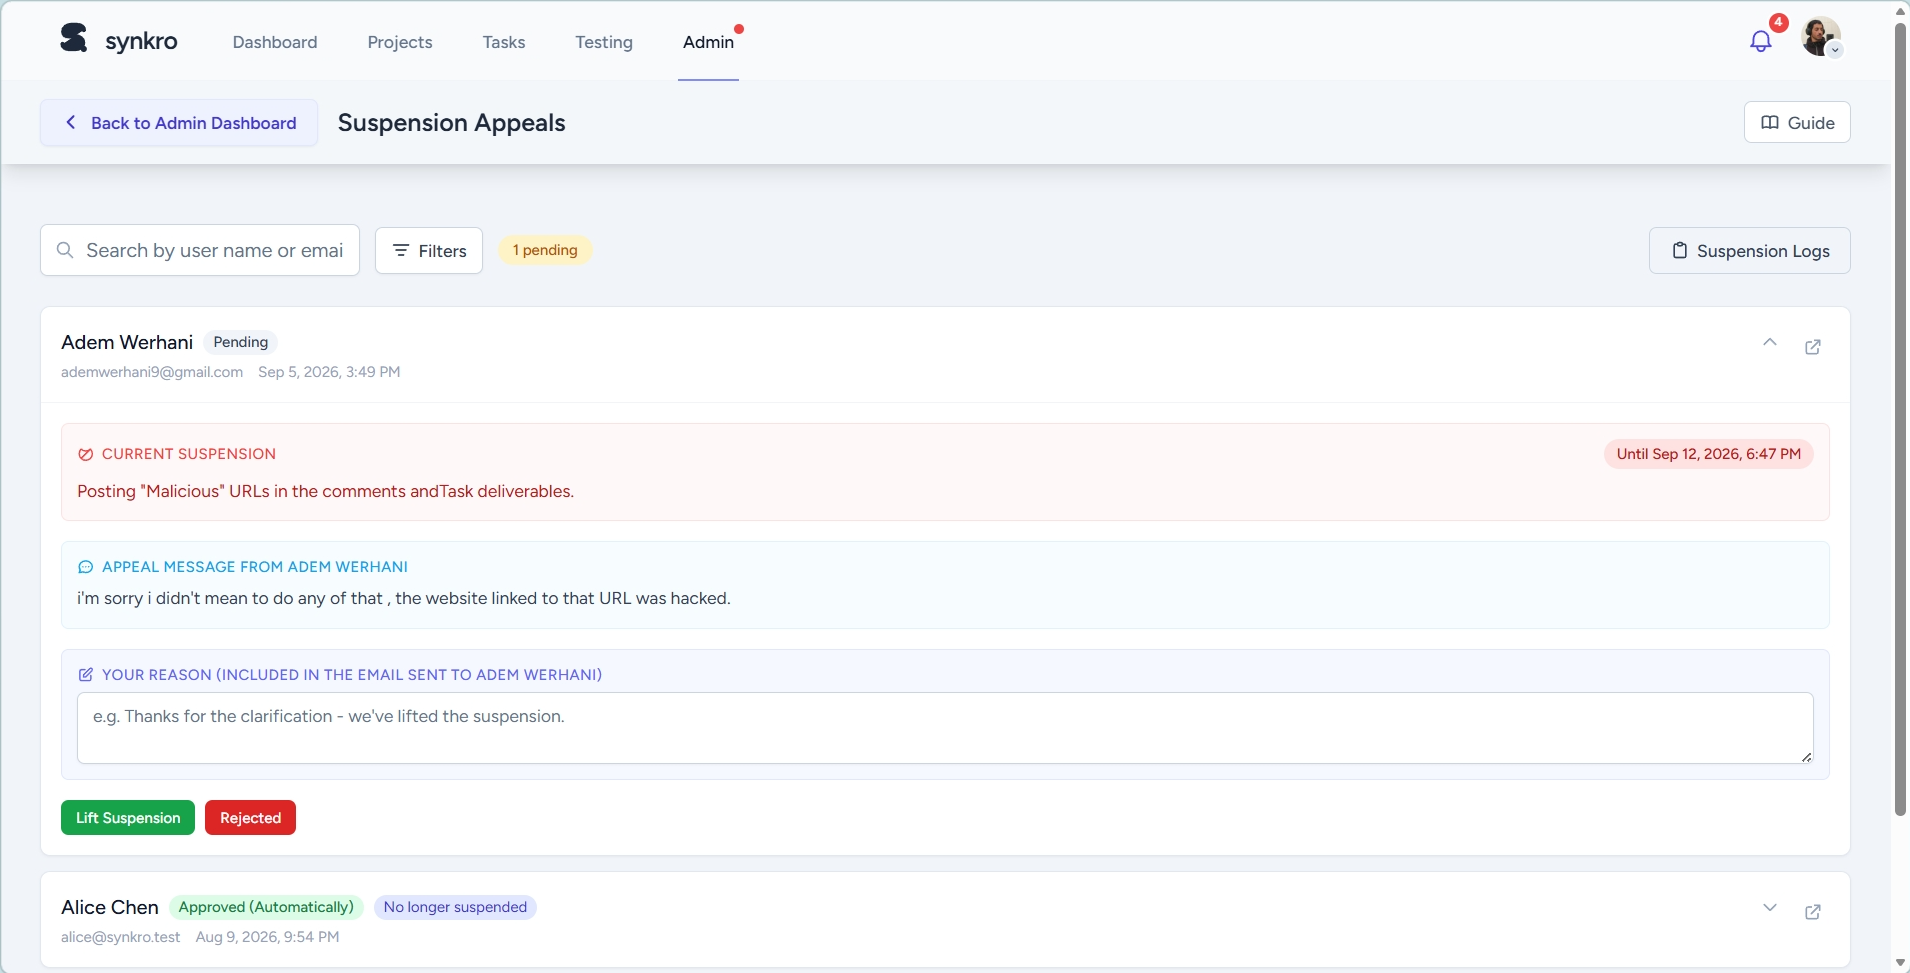 synkro
Dashboard
Projects
Tasks
Testing
Admin
4
Back to Admin Dashboard
Suspension Appeals
Guide
Search by user name or emai
Filters
1 pending
Suspension Logs
Adem Werhani
Pending
ademwerhani9@gmail.com
Sep 5, 2026, 3:49 PM
CURRENT SUSPENSION
Until Sep 12, 2026, 6:47 PM
Posting "Malicious" URLs in the comments andTask deliverables.
APPEAL MESSAGE FROM ADEM WERHANI
i'm sorry i didn't mean to do any of that , the website linked to that URL was hacked.
YOUR REASON (INCLUDED IN THE EMAIL SENT TO ADEM WERHANI)
e.g. Thanks for the clarification - we've lifted the suspension.
Lift Suspension
Rejected
Alice Chen
Approved (Automatically)
No longer suspended
alice@synkro.test
Aug 9, 2026, 9:54 PM